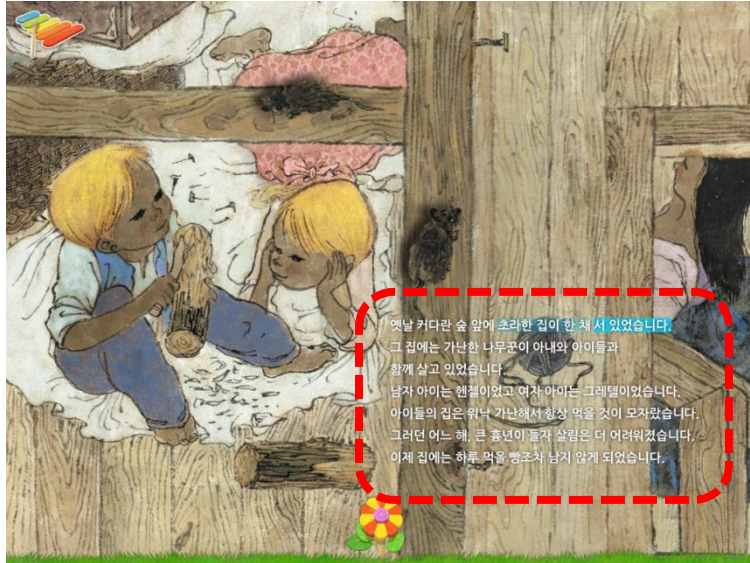 옛날 커다란 숲 앞에 초라한 집이 한 채 서 있었습니다.
그 집에는 가난한 나무꾼이 아내와 아이들과
함께 살고 있었습니다.
남자 아이는 헨젤이었고 여자 아이는 그레텔이었습니다.
아이들의 집은 워낙 가난해서 항상 먹을 것이 모자랐습니다.
그러던 어느 해, 큰 흉년이 들자 살림은 더 어려워졌습니다.
이제 집에는 하루 먹을 빵조차 남지 않게 되었습니다.